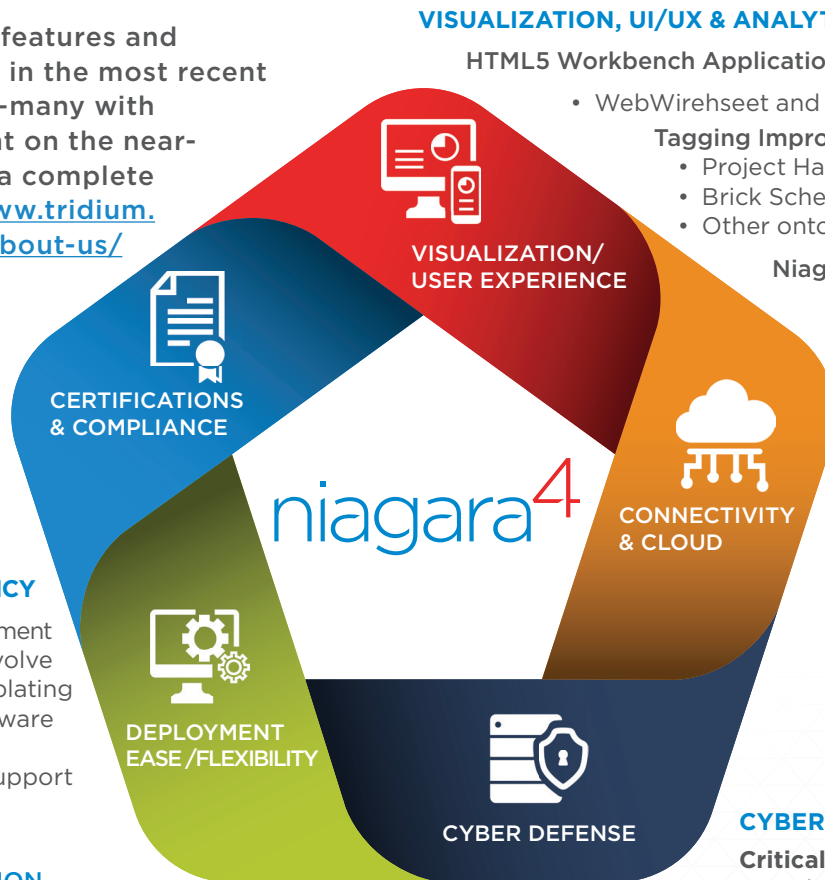 features and
in the most recent
-many with
t on the near-
a complete
ww.tridium.
bout-us/
VISUALIZATION, UI/UX & ANALYT
HTML5 Workbench Applicatio
• WebWirehseet and
Tagging Impro
• Project Ha
• Brick Sche
• Other onto
Niag
VISUALIZATION/
USER EXPERIENCE
CERTIFICATIONS
& COMPLIANCE
niagara4
CONNECTIVITY
& CLOUD
CY
ment
volve
plating
ware
upport
DEPLOYMENT
EASE /FLEXIBILITY
CYBER DEFENSE
CYBER
Critical
ION